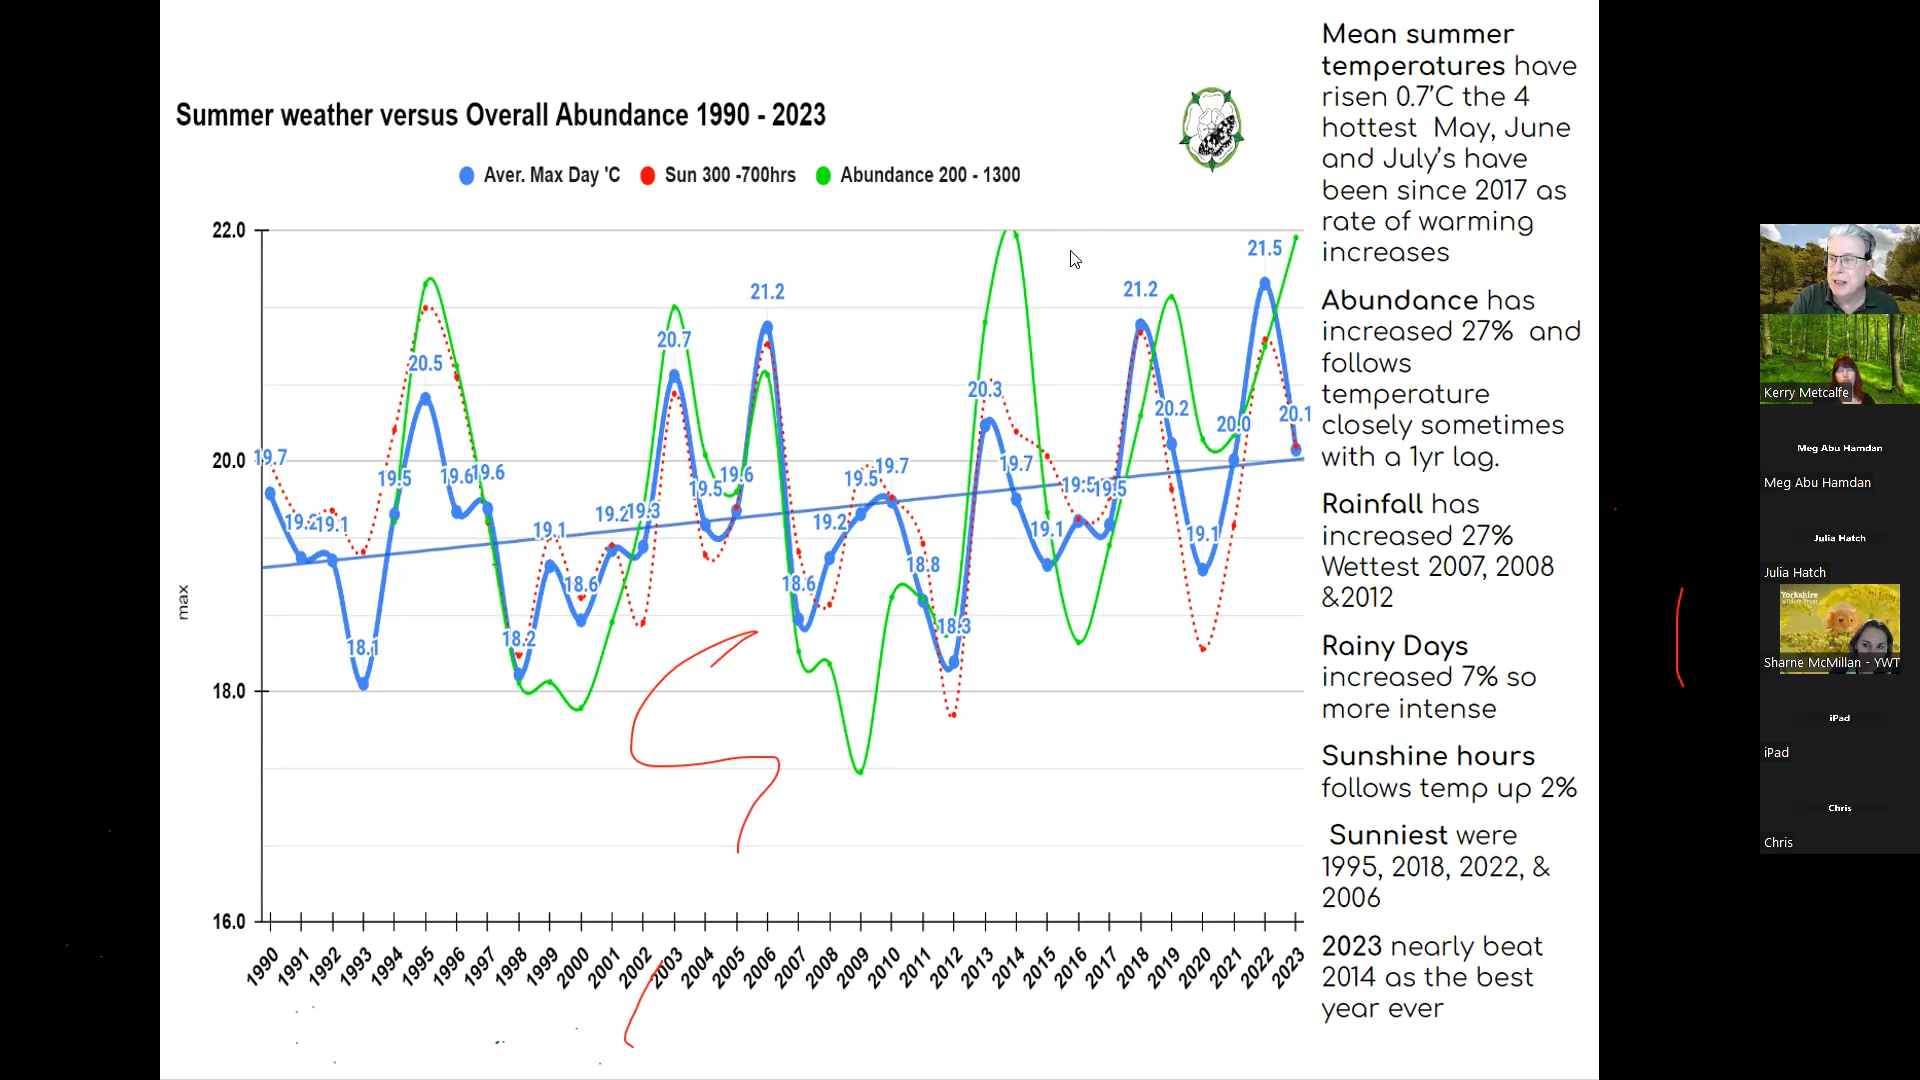 Summer weather versus Overall Abundance 1990 - 2023
Aver. Max Day 'C
Sun 300 -700hrs
Abundance 200 - 1300
22.0
20.0
18.0
16.0
max
19.7
19.2
19.1
18.1
19.5
20.5
19.6
19.6
18.2
19.1
18.6
19.2
19.3
20.7
19.5
19.6
21.2
18.6
19.2
19.5
19.7
18.8
18.3
20.3
19.7
19.1
19.5
19.5
21.2
20.2
19.1
20.0
21.5
20.1
1990
1991
1992
1993
1994
1995
1996
1997
1998
1999
2000
2001
2002
2003
2004
2005
2006
2007
2008
2009
2010
2011
2012
2013
2014
2015
2016
2017
2018
2019
2020
2021
2022
2023
Mean summer
temperatures have
risen 0.7'C the 4
hottest May, June
and July's have
been since 2017 as
rate of warming
increases
Abundance has
increased 27% and
follows
temperature
closely sometimes
with a 1yr lag.
Rainfall has
increased 27%
Wettest 2007, 2008
&2012
Rainy Days
increased 7% so
more intense
Sunshine hours
follows temp up 2%
Sunniest were
1995, 2018, 2022, &
2006
2023 nearly beat
2014 as the best
year ever
Kerry Metcalfe
Meg Abu Hamdan
Meg Abu Hamdan
Julia Hatch
Julia Hatch
Yorkshire
Wildlife Trust
Sharne McMillan - YWT
iPad
iPad
Chris
Chris